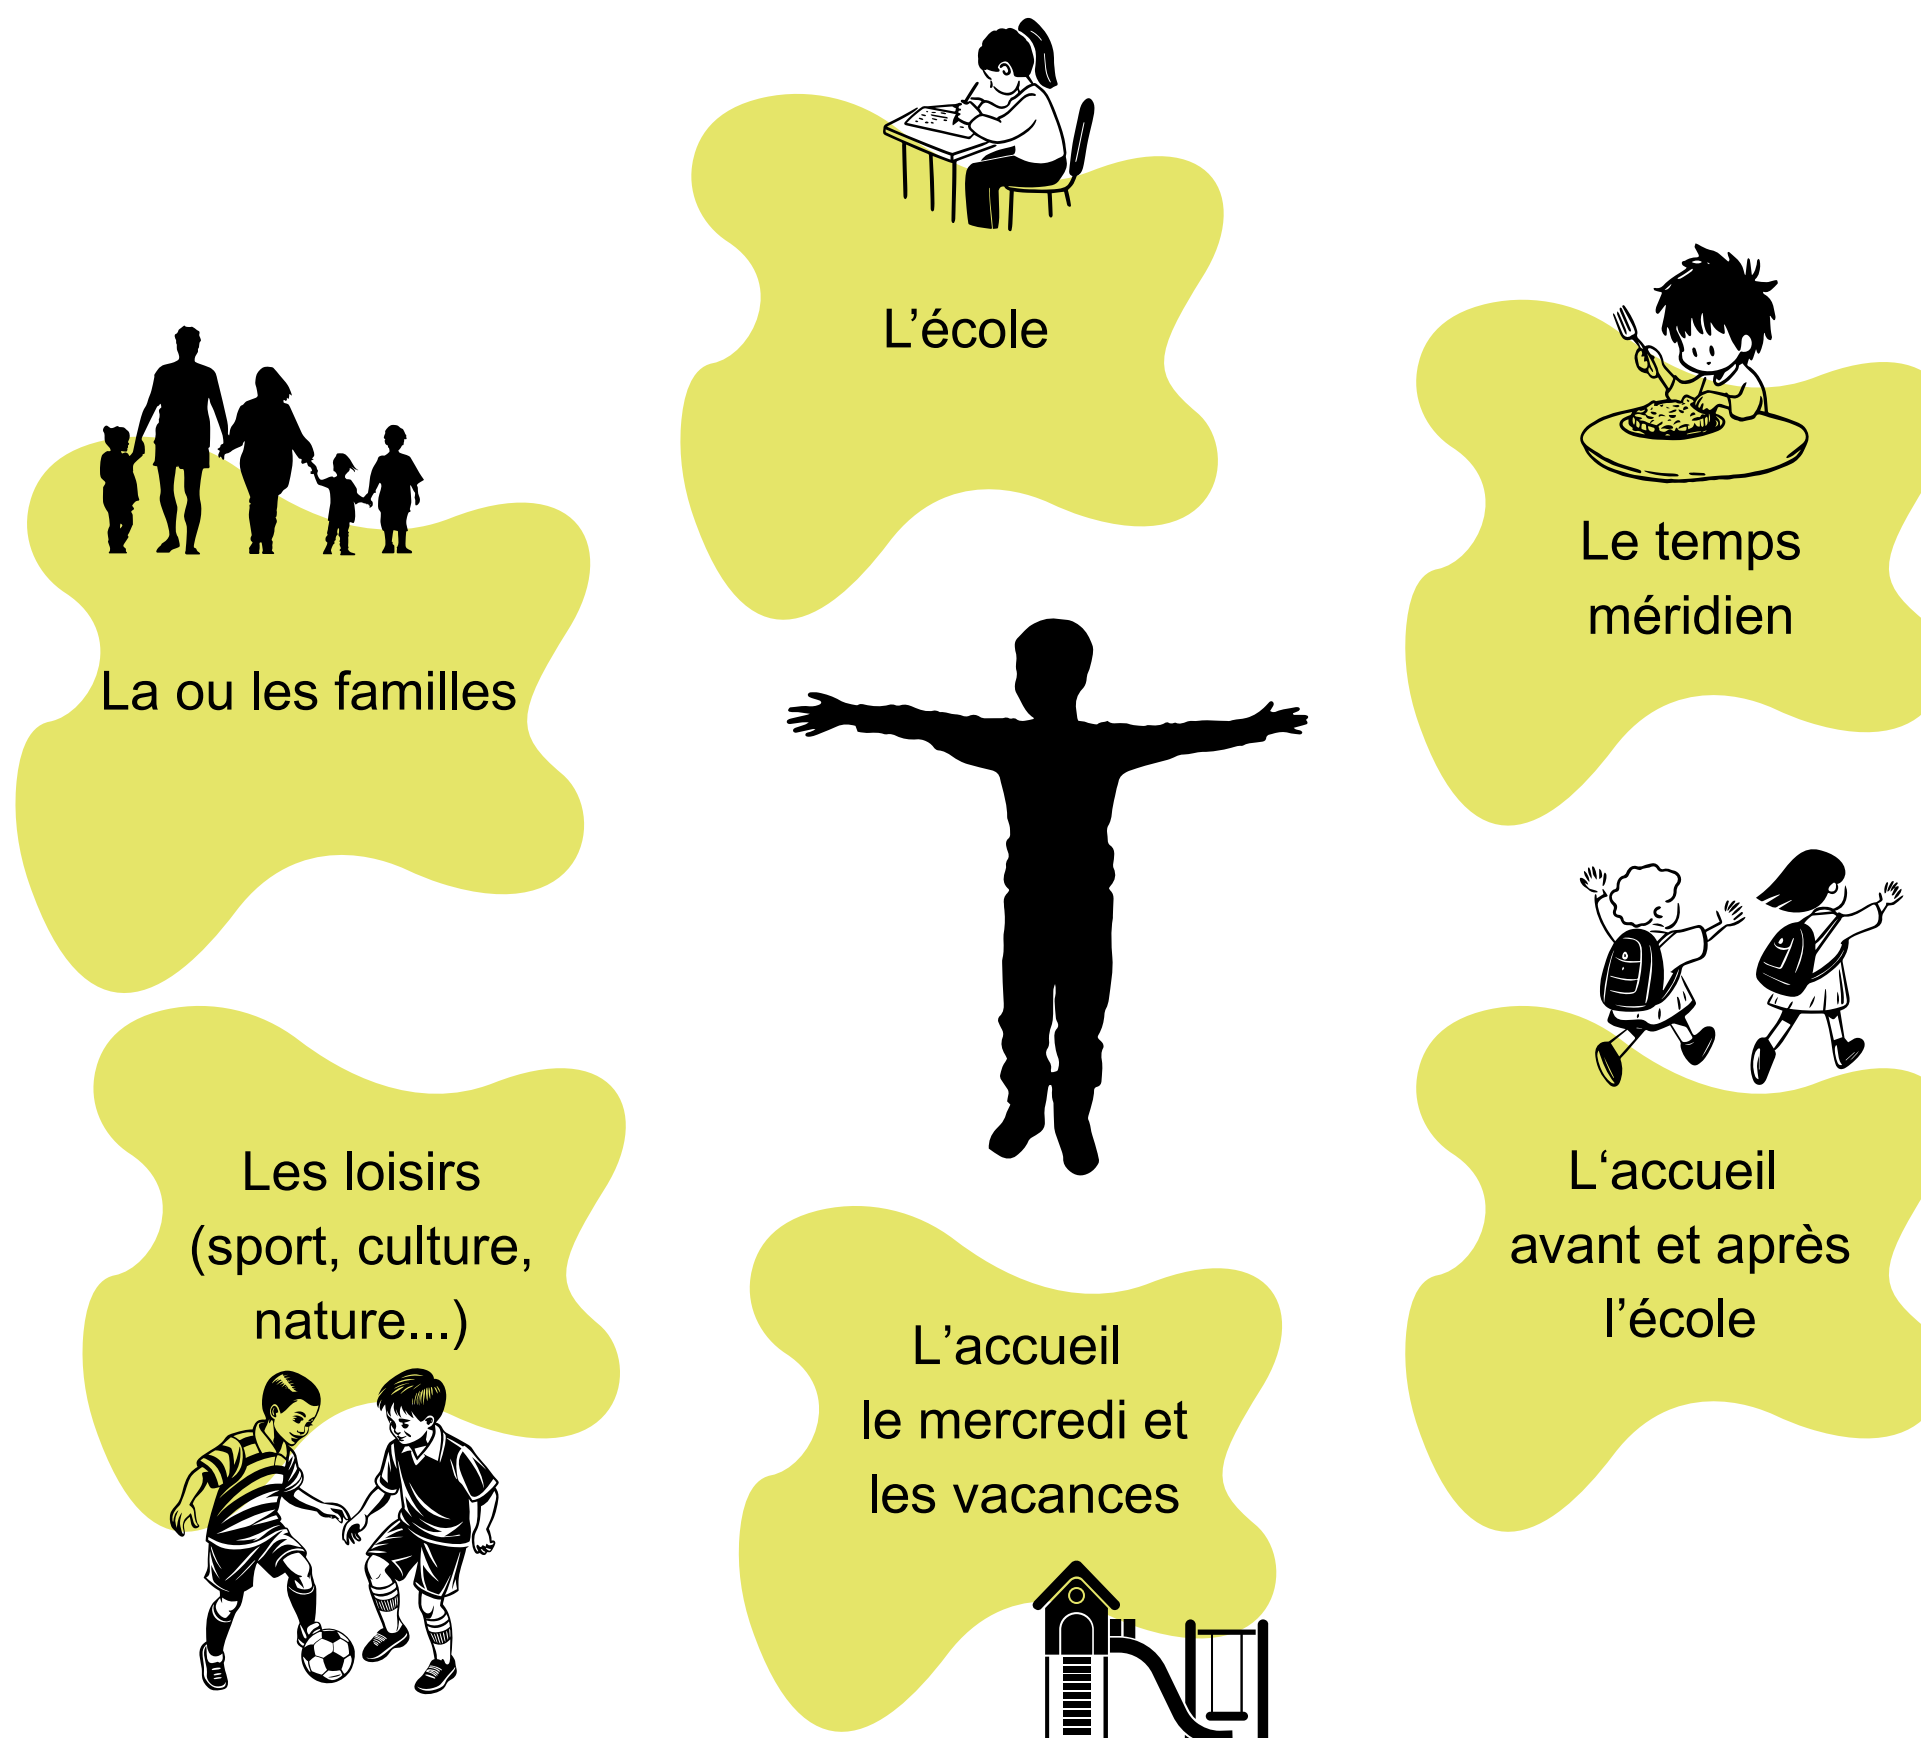 L’école
Le temps
méridien
La ou les familles
Les loisirs
(sport, culture,
nature...)
L‘accueil
avant et après
l’école
L’accueil
le mercredi et
les vacances